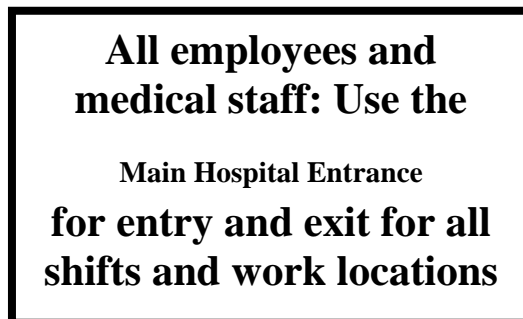 All employees and
medical staff: Use the
Main Hospital Entrance
for entry and exit for all
shifts and work locations